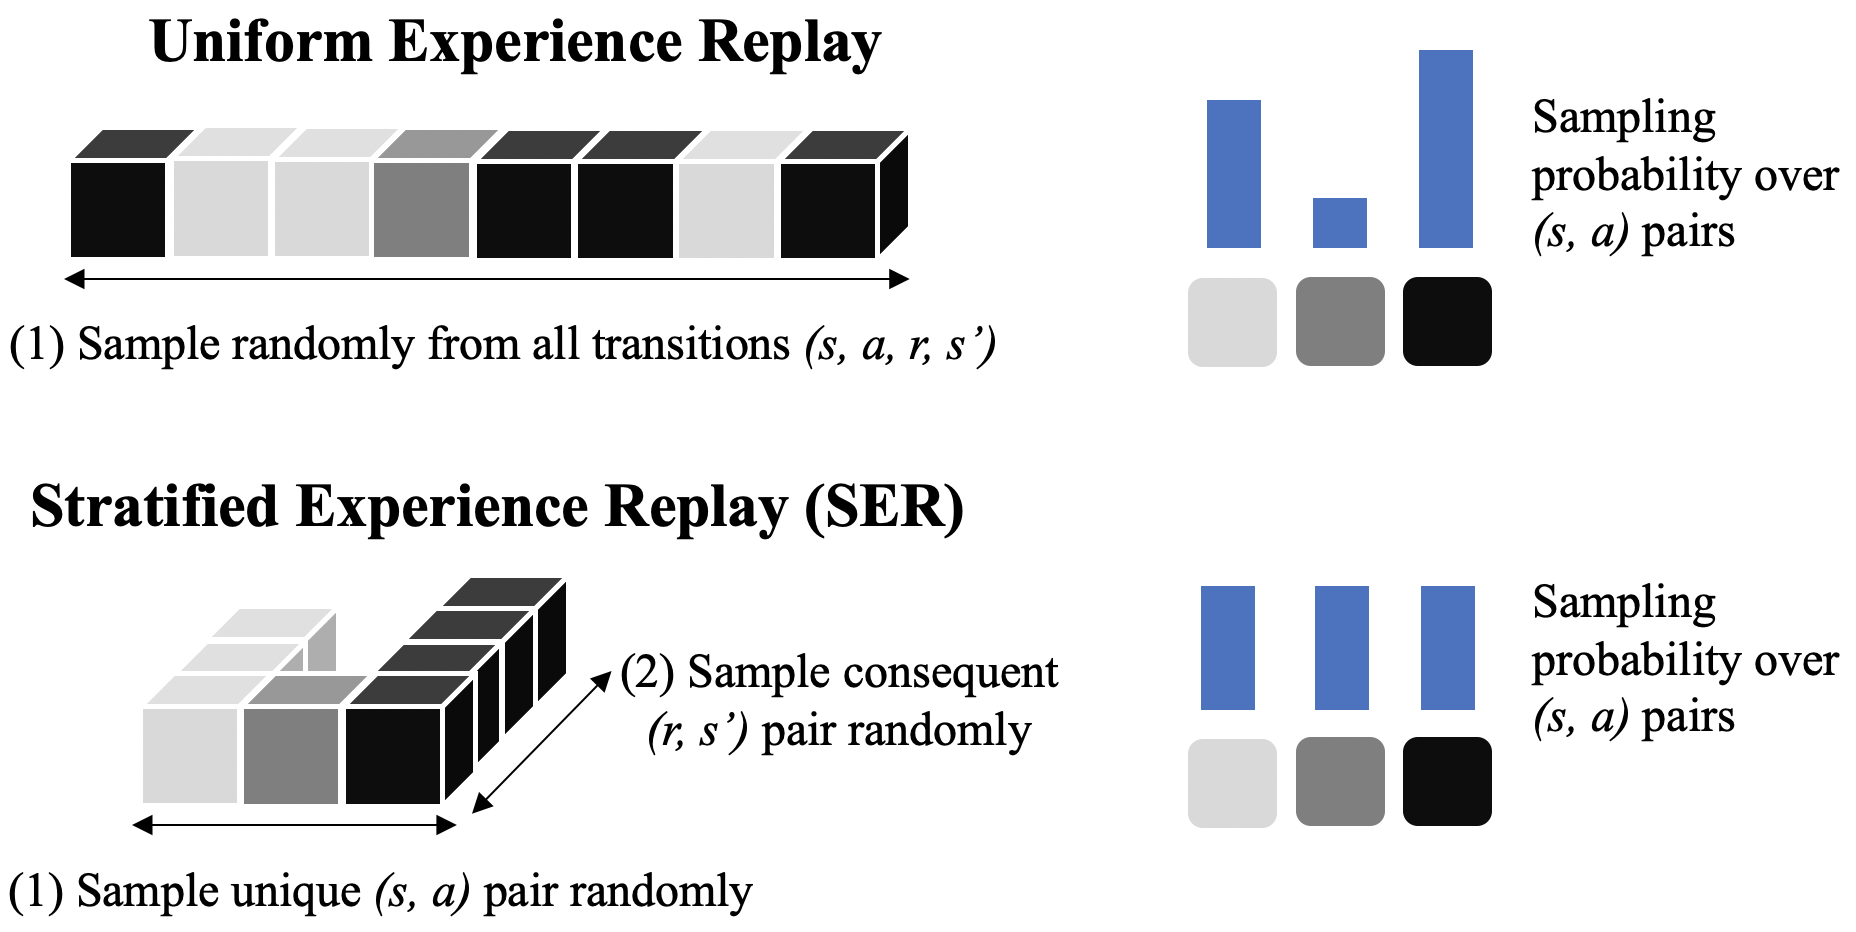 Uniform Experience Replay
(1) Sample randomly from all transitions (s, a, r, s’)
Sampling
probability over
(s, a) pairs
Stratified Experience Replay (SER)
(2) Sample consequent
(r, s’) pair randomly
(1) Sample unique (s, a) pair randomly
Sampling
probability over
(s, a) pairs